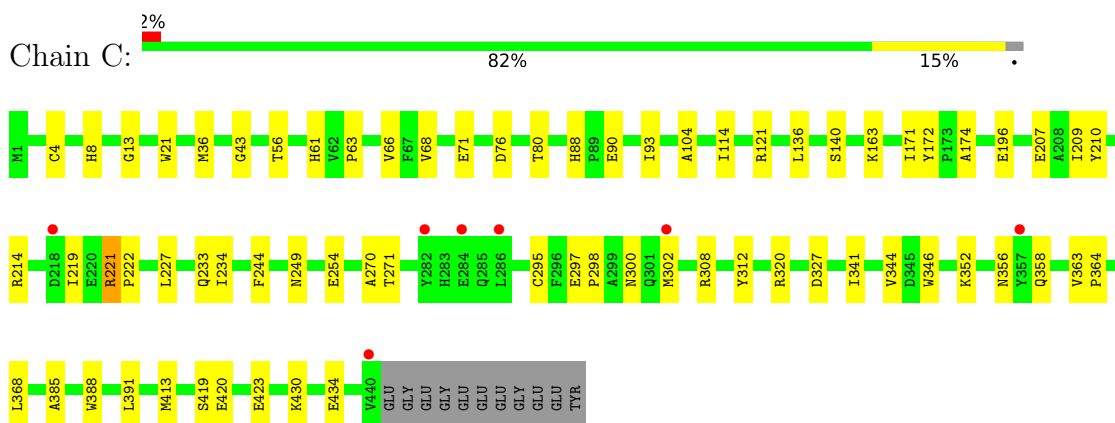 2%
Chain C:
82% 15% •
M1 C4 H8 G13 W21 M36 G43 T56 H61 V62 P63 V66 F67 V68 E71 D76 T80 H88 P89 E90 I93 A104 I114 R121 L136 S140 K163 I171 Y172 P173 A174 E196 E207 A208 I209 Y210
R214 D218 I219 E220 R221 P222 L227 Q233 I234 F244 N249 E254 A270 T271 Y282 H283 E284 Q285 L286 C295 F296 E297 P298 A299 N300 Q301 M302 R308 Y312 R320 D327 I341 V344 D345 W346 K352 N356 Y357 Q358 V363 P364
L368 A385 W388 L391 M413 S419 E420 E423 K430 E434 V440 GLU GLY GLU GLY GLU GLU GLU GLY GLU GLU TYR